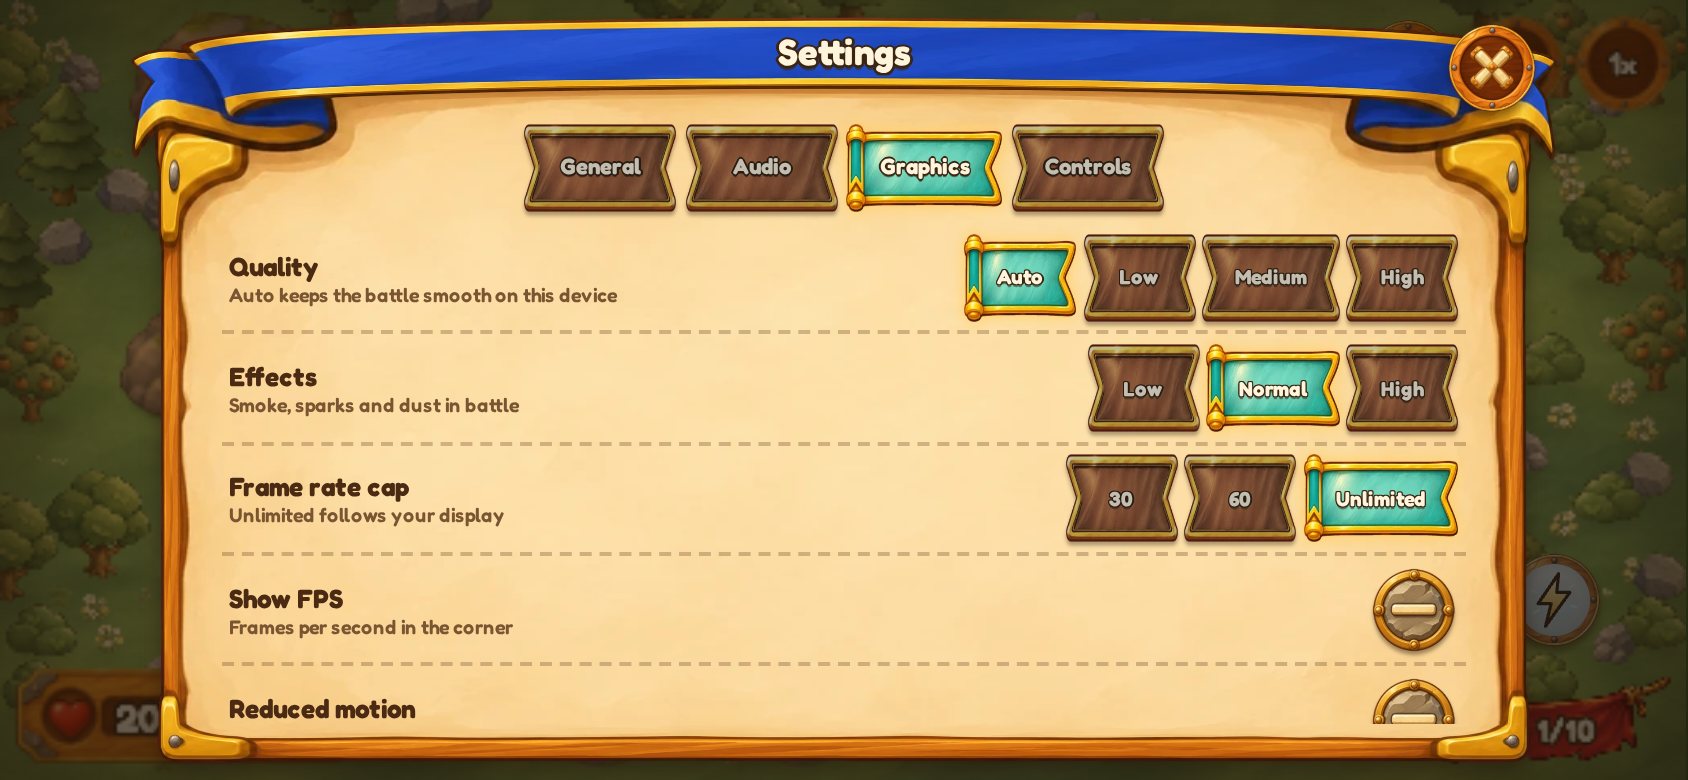 Settings
1x
General
Audio
Graphics
Controls
Quality
Auto keeps the battle smooth on this device
Auto
Low
Medium
High
Effects
Smoke, sparks and dust in battle
Low
Normal
High
Frame rate cap
Unlimited follows your display
30
60
Unlimited
Show FPS
Frames per second in the corner
Reduced motion
20
1/10